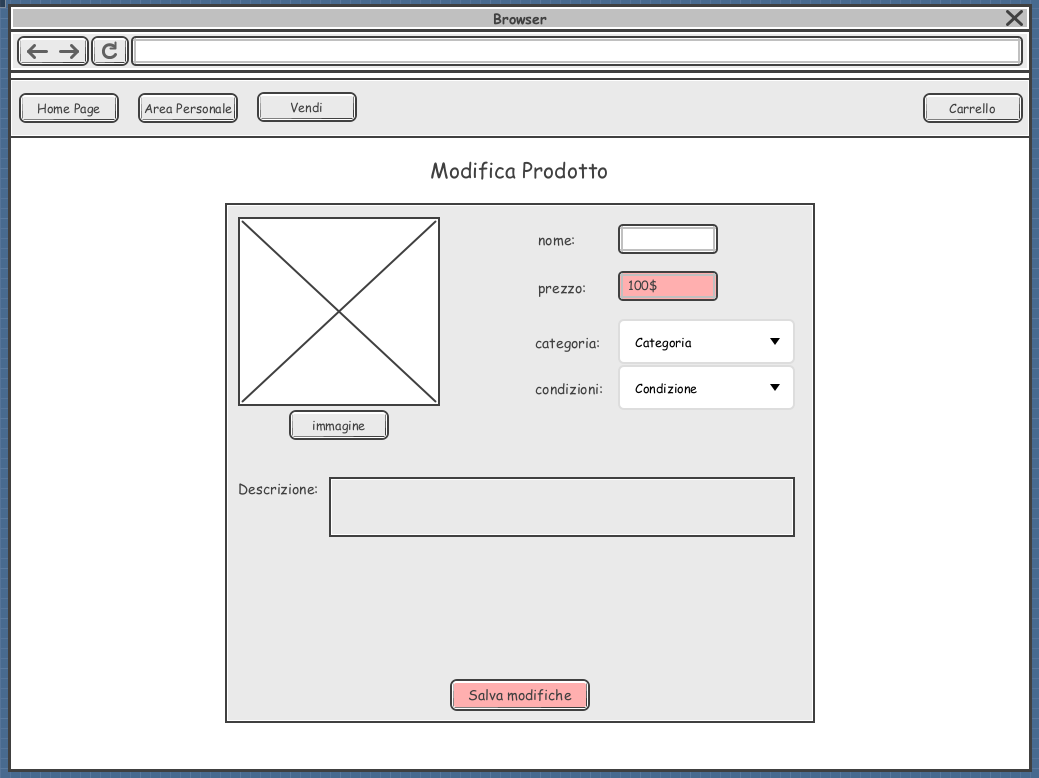 Browser
Home Page
Area Personale
Vendi
Carrello
Modifica Prodotto
nome:
prezzo:
100$
categoria:
Categoria
condizioni:
Condizione
immagine
Descrizione:
Salva modifiche